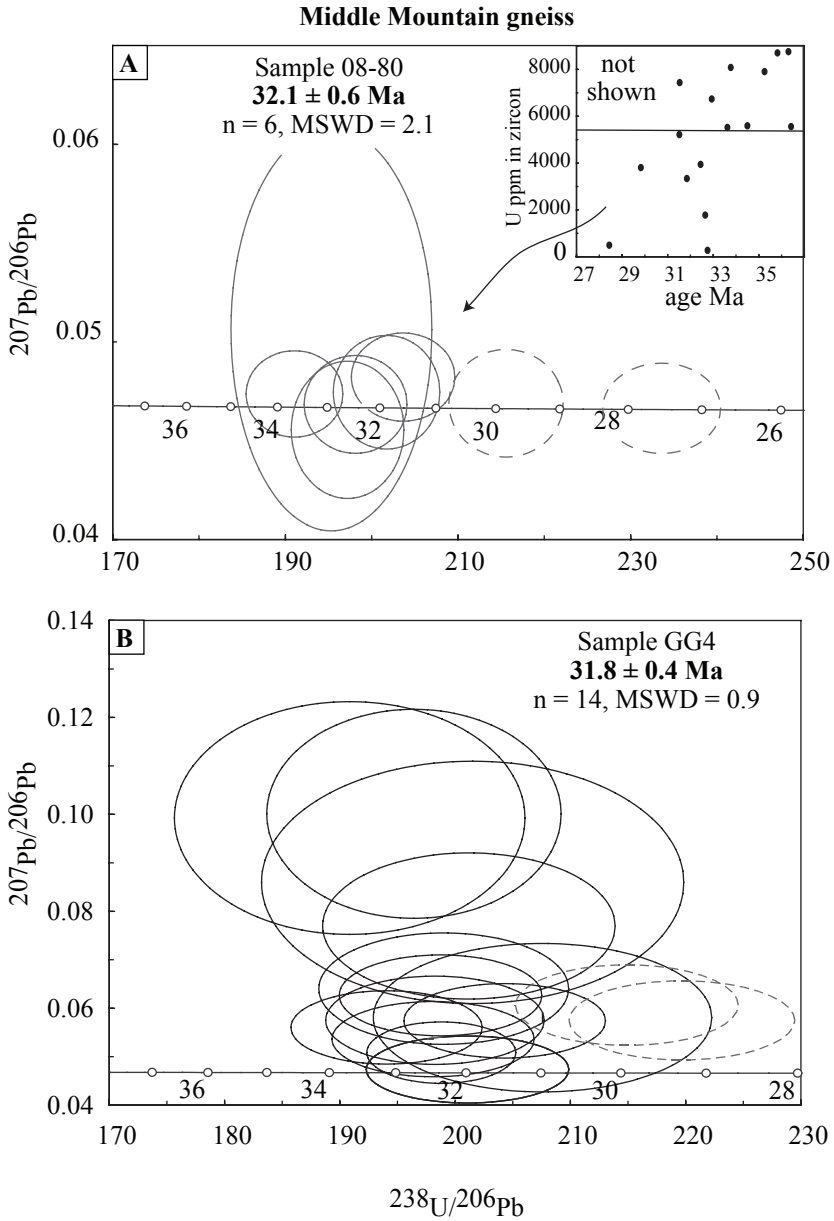 Middle Mountain gneiss
A
Sample 08-80
32.1 ± 0.6 Ma
n = 6, MSWD = 2.1
not
shown
U ppm in zircon
8000
6000
4000
2000
0
27 29 31 33 35
age Ma
207Pb/206Pb
0.06
0.05
0.04
36 34 32 30 28 26
170 190 210 230 250
B
Sample GG4
31.8 ± 0.4 Ma
n = 14, MSWD = 0.9
207Pb/206Pb
0.14
0.12
0.10
0.08
0.06
0.04
36 34 32 30 28
170 180 190 200 210 220 230
238U/206Pb